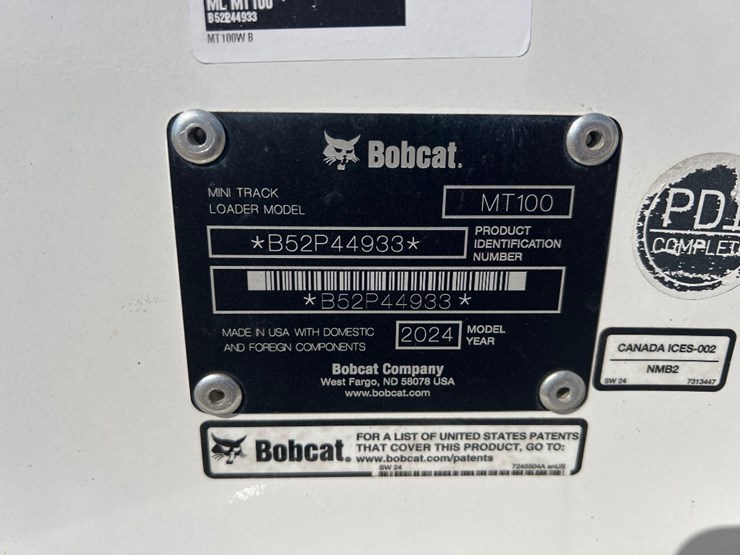 ML MT100
B52P44933
MT100W B
Bobcat.
MINI TRACK
LOADER MODEL
MT100
*B52P44933*
PRODUCT
IDENTIFICATION
NUMBER
*B52P44933*
MADE IN USA WITH DOMESTIC
AND FOREIGN COMPONENTS
2024
MODEL
YEAR
Bobcat Company
West Fargo, ND 58078 USA
www.bobcat.com
PDI
COMPLET
CANADA ICES-002
NMB2
SW 24 7313447
Bobcat.
FOR A LIST OF UNITED STATES PATENTS
THAT COVER THIS PRODUCT, GO TO:
www.bobcat.com/patents
SW 24 7245504A enUS